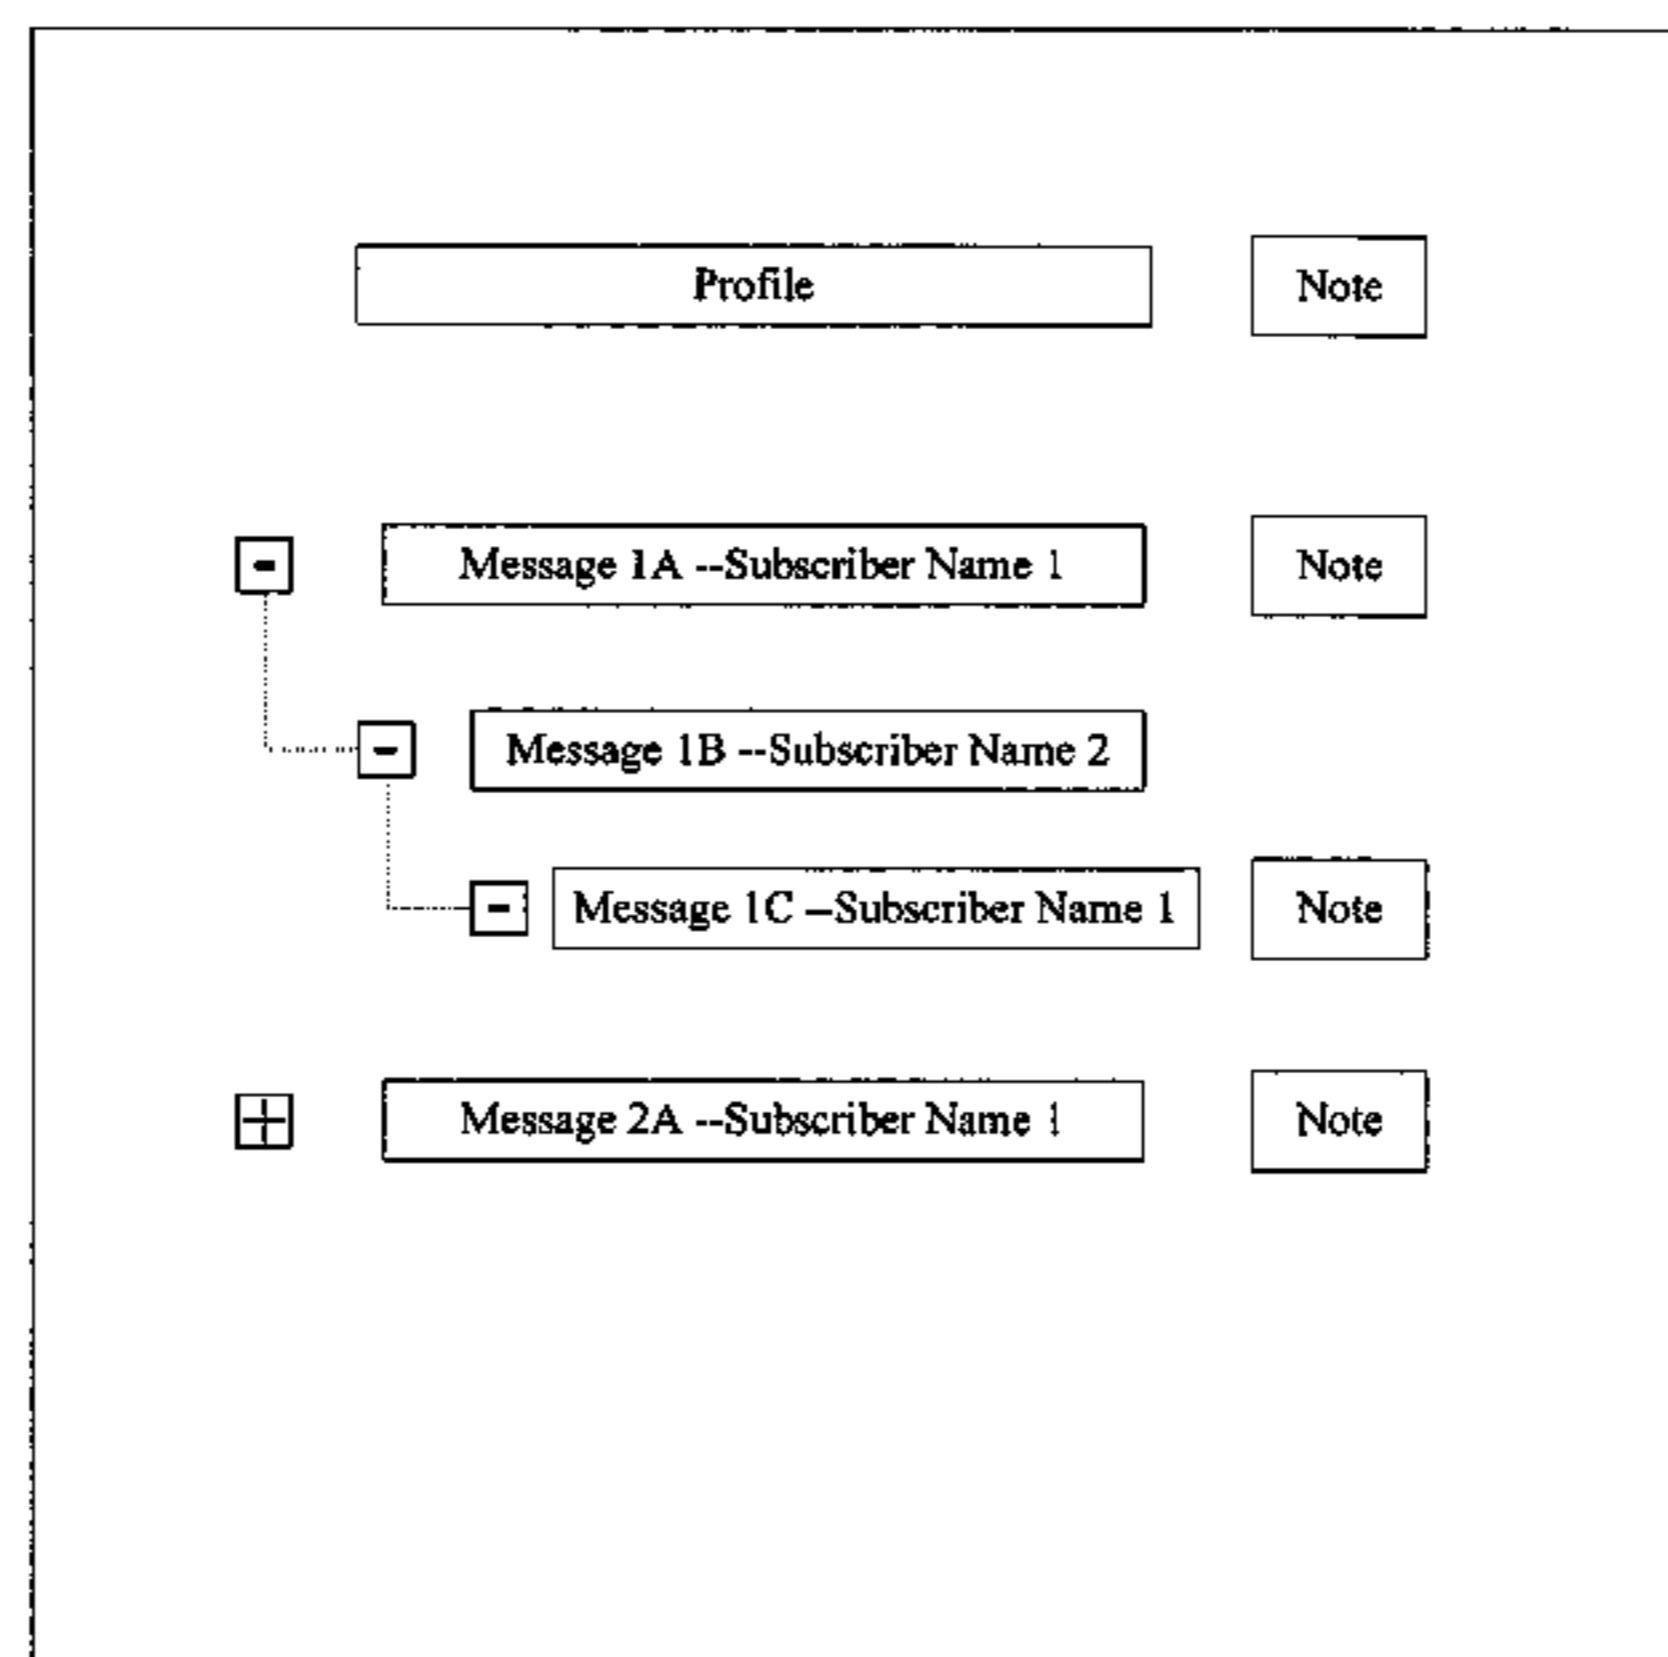 Profile Note
- Message 1A --Subscriber Name 1 Note
- Message 1B --Subscriber Name 2
- Message 1C –Subscriber Name 1 Note
+ Message 2A --Subscriber Name 1 Note